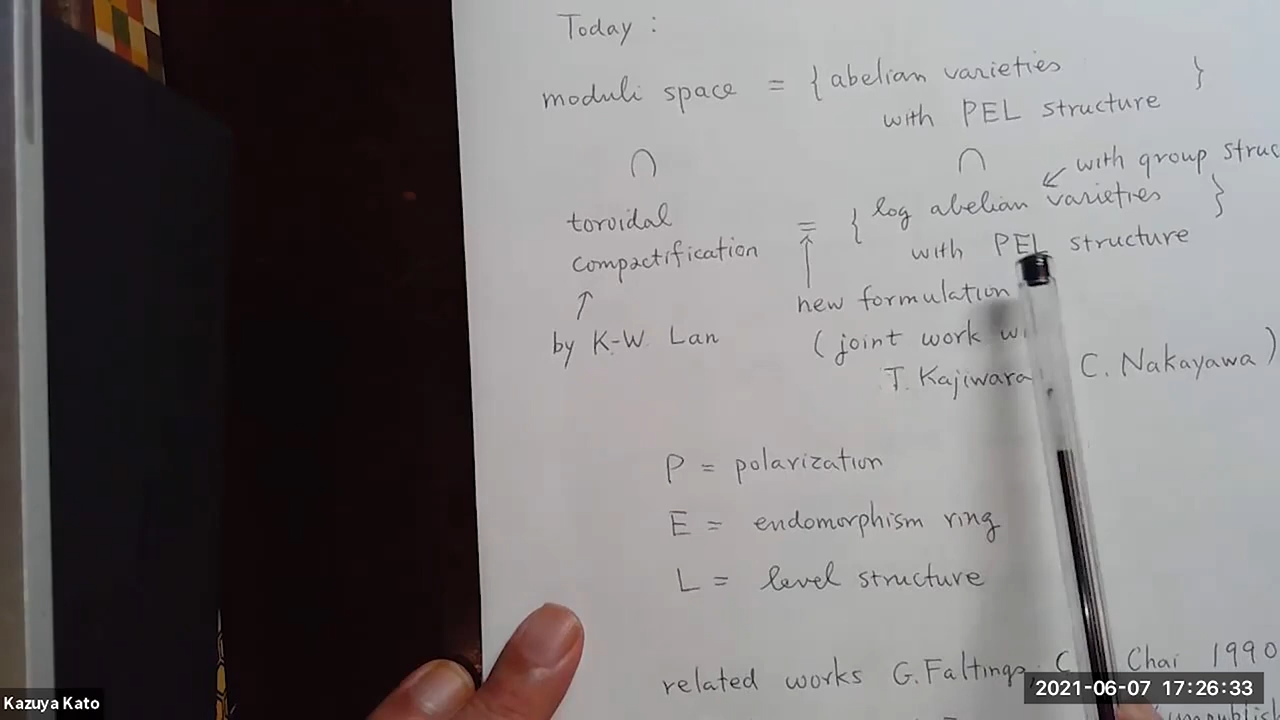 Today :
moduli space = { abelian varieties }
with PEL structure
∩ ∩
with group struc
toroidal compactification = { log abelian varieties with PEL structure }
↑ ↑
by K-W. Lan
new formulation
(joint work wi
T. Kajiwara, C. Nakayawa)
P = polarization
E = endomorphism ring
L = level structure
related works G. Faltings, C Chai 1990
Kazuya Kato
2021-06-07 17:26:33